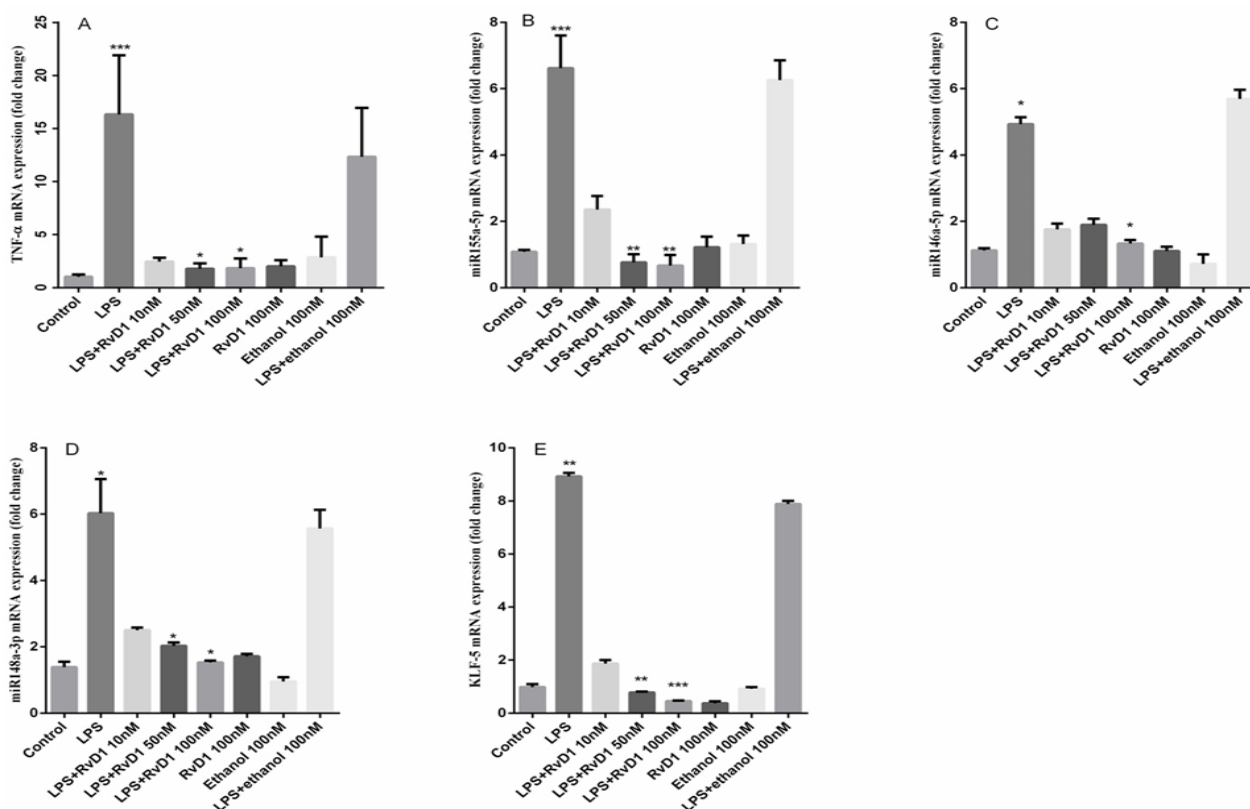 A
TNF-α mRNA expression (fold change)
25
20
15
10
5
0
***
*
*
Control
LPS
LPS+RvD1 10nM
LPS+RvD1 50nM
LPS+RvD1 100nM
RvD1 100nM
Ethanol 100nM
LPS+ethanol 100nM
B
miR155a-5p mRNA expression (fold change)
8
6
4
2
0
***
**
**
Control
LPS
LPS+RvD1 10nM
LPS+RvD1 50nM
LPS+RvD1 100nM
RvD1 100nM
Ethanol 100nM
LPS+ethanol 100nM
C
miR146a-5p mRNA expression (fold change)
8
6
4
2
0
*
*
Control
LPS
LPS+RvD1 10nM
LPS+RvD1 50nM
LPS+RvD1 100nM
RvD1 100nM
Ethanol 100nM
LPS+ethanol 100nM
D
miR148a-3p mRNA expression (fold change)
8
6
4
2
0
*
*
*
Control
LPS
LPS+RvD1 10nM
LPS+RvD1 50nM
LPS+RvD1 100nM
RvD1 100nM
Ethanol 100nM
LPS+ethanol 100nM
E
KLF-5 mRNA expression (fold change)
10
8
6
4
2
0
**
**
***
Control
LPS
LPS+RvD1 10nM
LPS+RvD1 50nM
LPS+RvD1 100nM
RvD1 100nM
Ethanol 100nM
LPS+ethanol 100nM